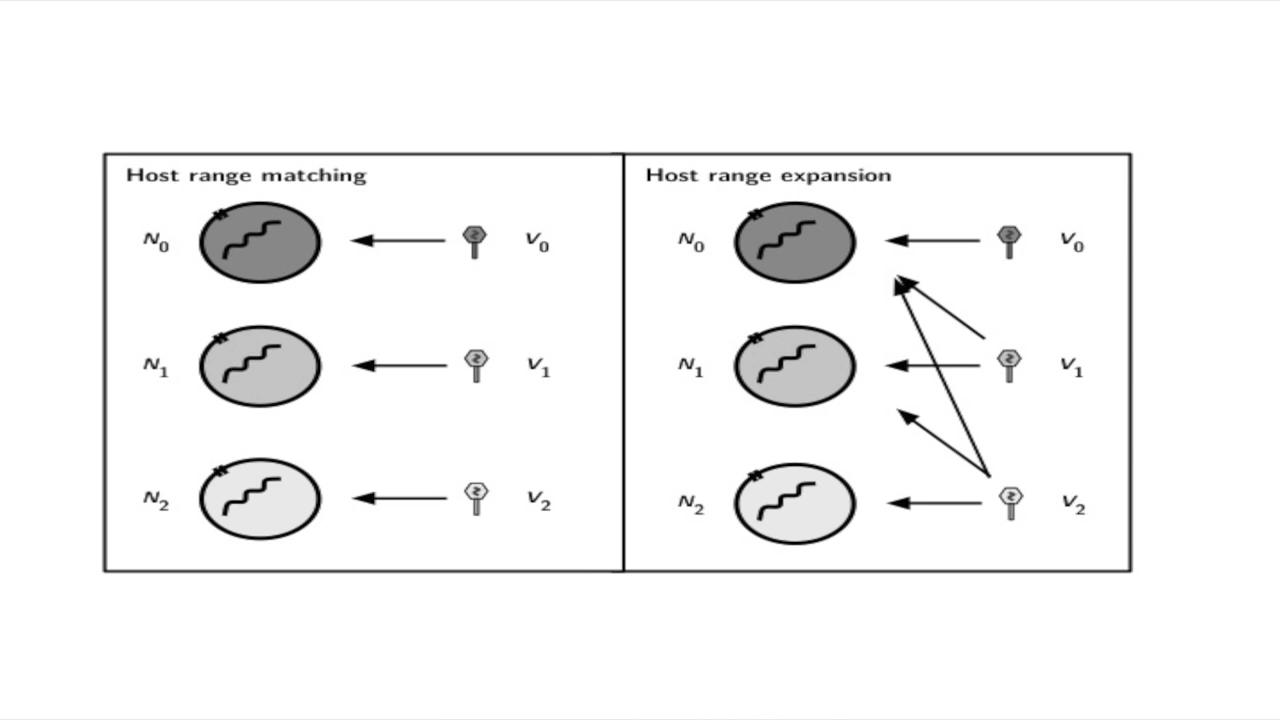 Host range matching
N0
V0
N1
V1
N2
V2
Host range expansion
N0
V0
N1
V1
N2
V2